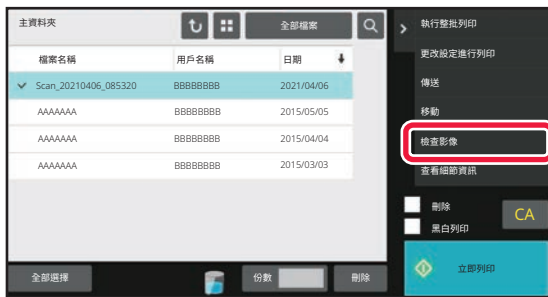 主資料夾
全部檔案
檔案名稱 用戶名稱 日期
Scan_20210406_085320 BBBBBBBB 2021/04/06
AAAAAAA BBBBBBBB 2015/05/05
AAAAAAA BBBBBBBB 2015/04/04
AAAAAAA BBBBBBBB 2015/03/03
全部選擇
份數
刪除
執行整批列印
更改設定進行列印
傳送
移動
檢查影像
查看細節資訊
刪除
黑白列印
CA
立即列印